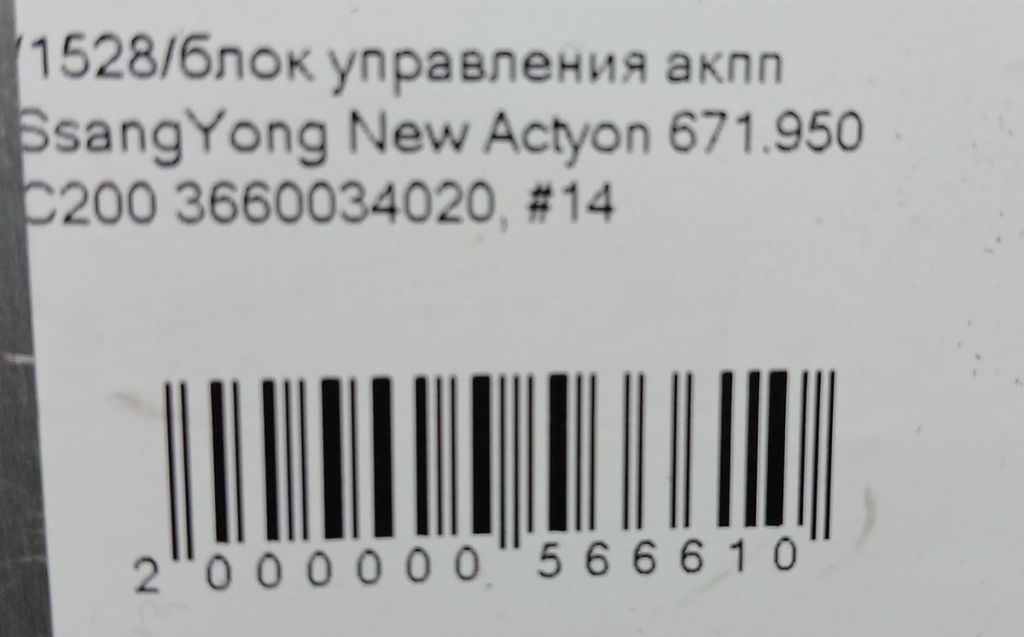 /1528/блок управления акпп
SsangYong New Actyon 671.950
C200 3660034020, #14
2 000000 566610